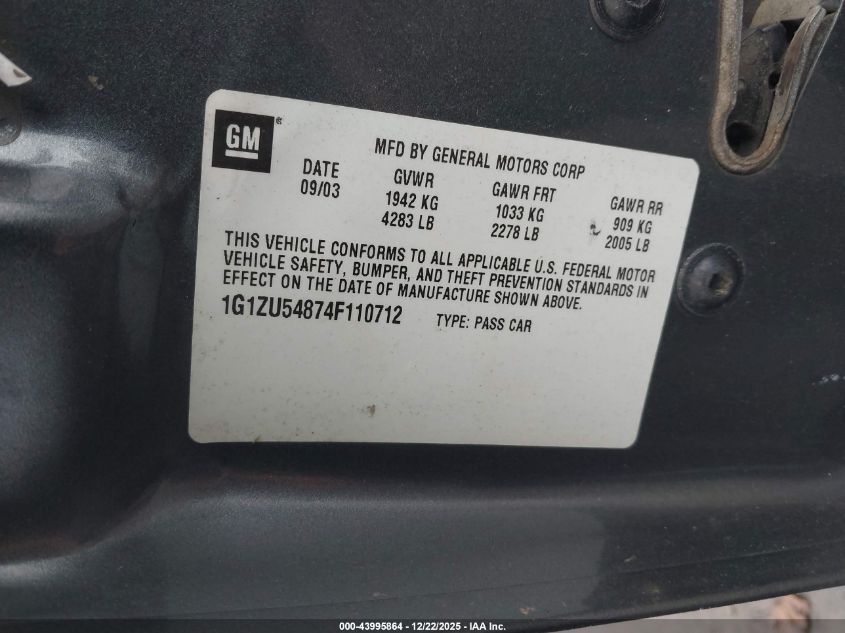 GM®
MFD BY GENERAL MOTORS CORP
DATE GVWR GAWR FRT GAWR RR
09/03 1942 KG 1033 KG 909 KG
4283 LB 2278 LB 2005 LB
THIS VEHICLE CONFORMS TO ALL APPLICABLE U.S. FEDERAL MOTOR
VEHICLE SAFETY, BUMPER, AND THEFT PREVENTION STANDARDS IN
EFFECT ON THE DATE OF MANUFACTURE SHOWN ABOVE.
1G1ZU54874F110712 TYPE: PASS CAR
000-43995864 - 12/22/2025 - IAA Inc.